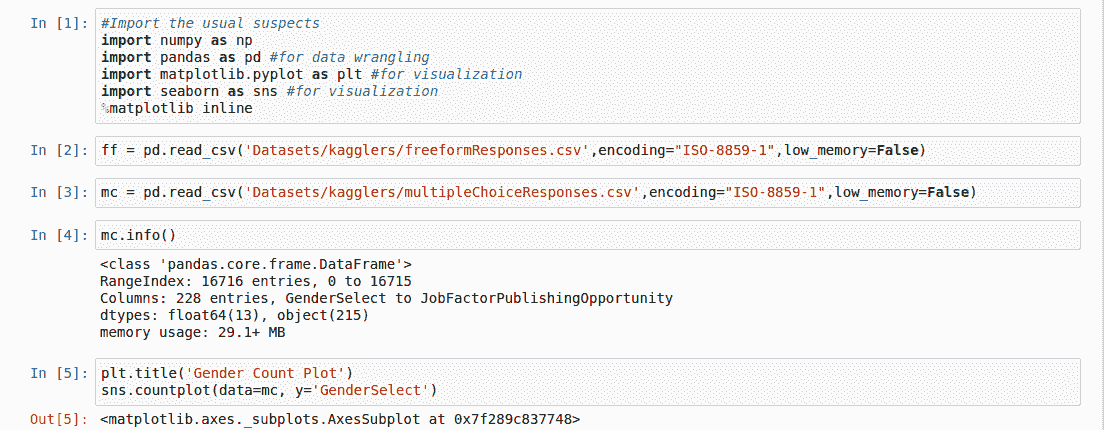 In [1]: #Import the usual suspects
import numpy as np
import pandas as pd #for data wrangling
import matplotlib.pyplot as plt #for visualization
import seaborn as sns #for visualization
%matplotlib inline
In [2]: ff = pd.read_csv('Datasets/kagglers/freeformResponses.csv',encoding="ISO-8859-1",low_memory=False)
In [3]: mc = pd.read_csv('Datasets/kagglers/multipleChoiceResponses.csv',encoding="ISO-8859-1",low_memory=False)
In [4]: mc.info()
<class 'pandas.core.frame.DataFrame'>
RangeIndex: 16716 entries, 0 to 16715
Columns: 228 entries, GenderSelect to JobFactorPublishingOpportunity
dtypes: float64(13), object(215)
memory usage: 29.1+ MB
In [5]: plt.title('Gender Count Plot')
sns.countplot(data=mc, y='GenderSelect')
Out[5]: <matplotlib.axes._subplots.AxesSubplot at 0x7f289c837748>